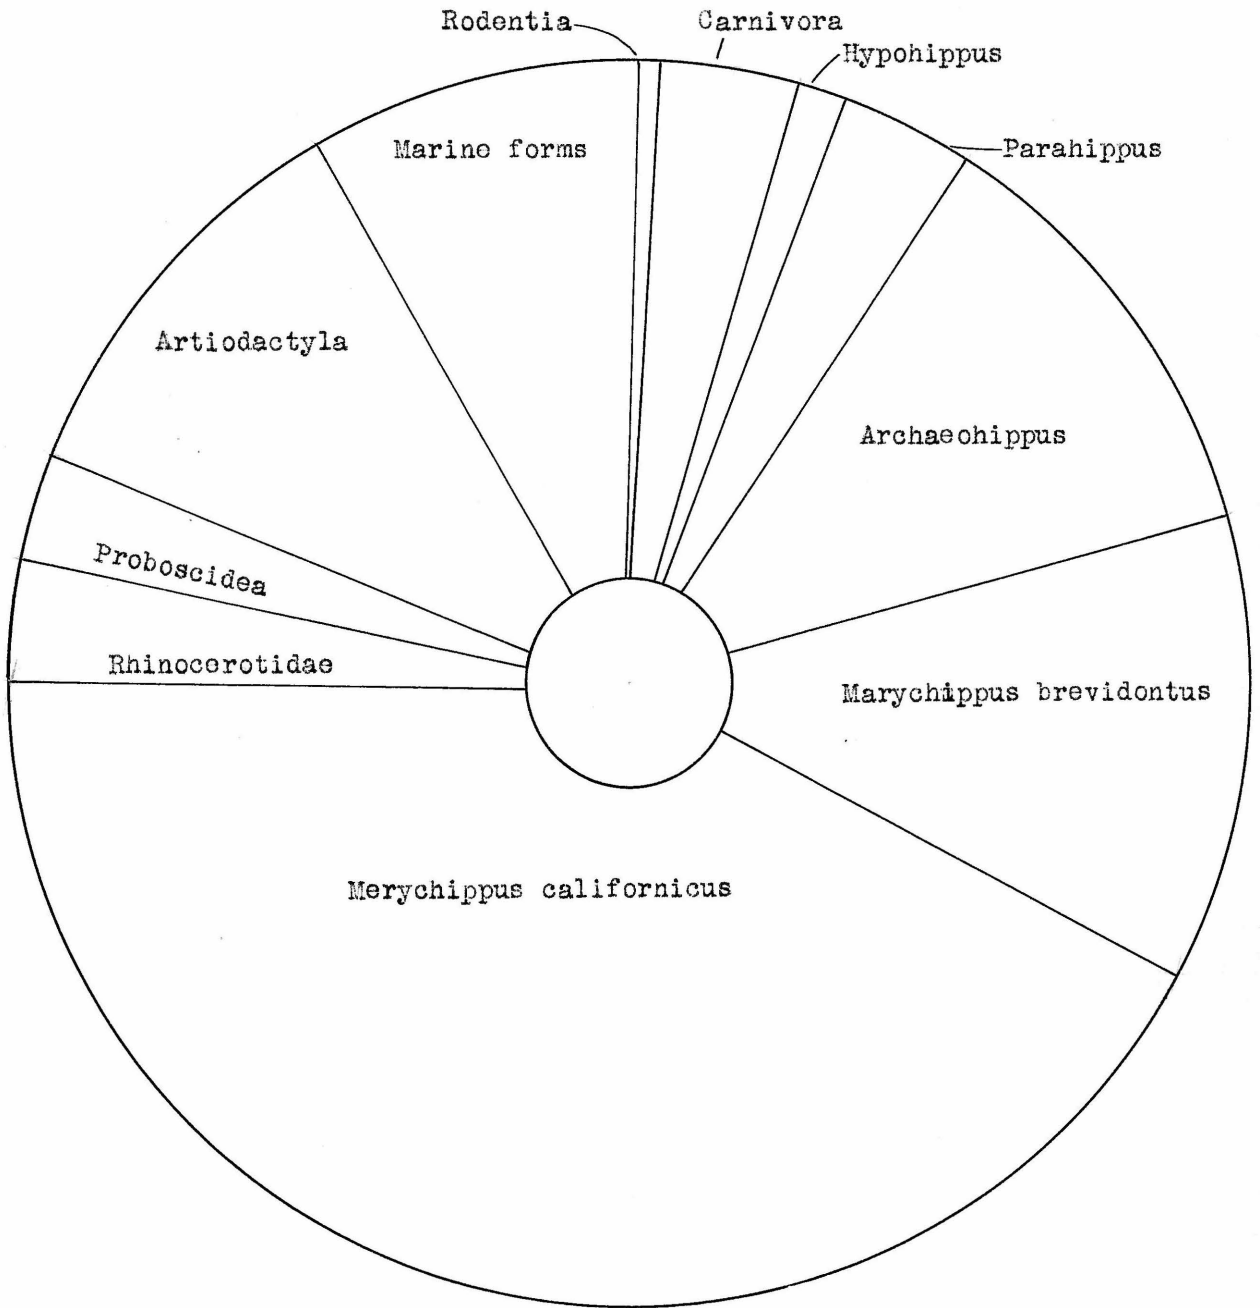 Rodentia
Carnivora
Hypohippus
Marine forms
Parahippus
Artiodactyla
Archaeohippus
Proboscidea
Rhinocerotidae
Marychippus brevidontus
Merychippus californicus